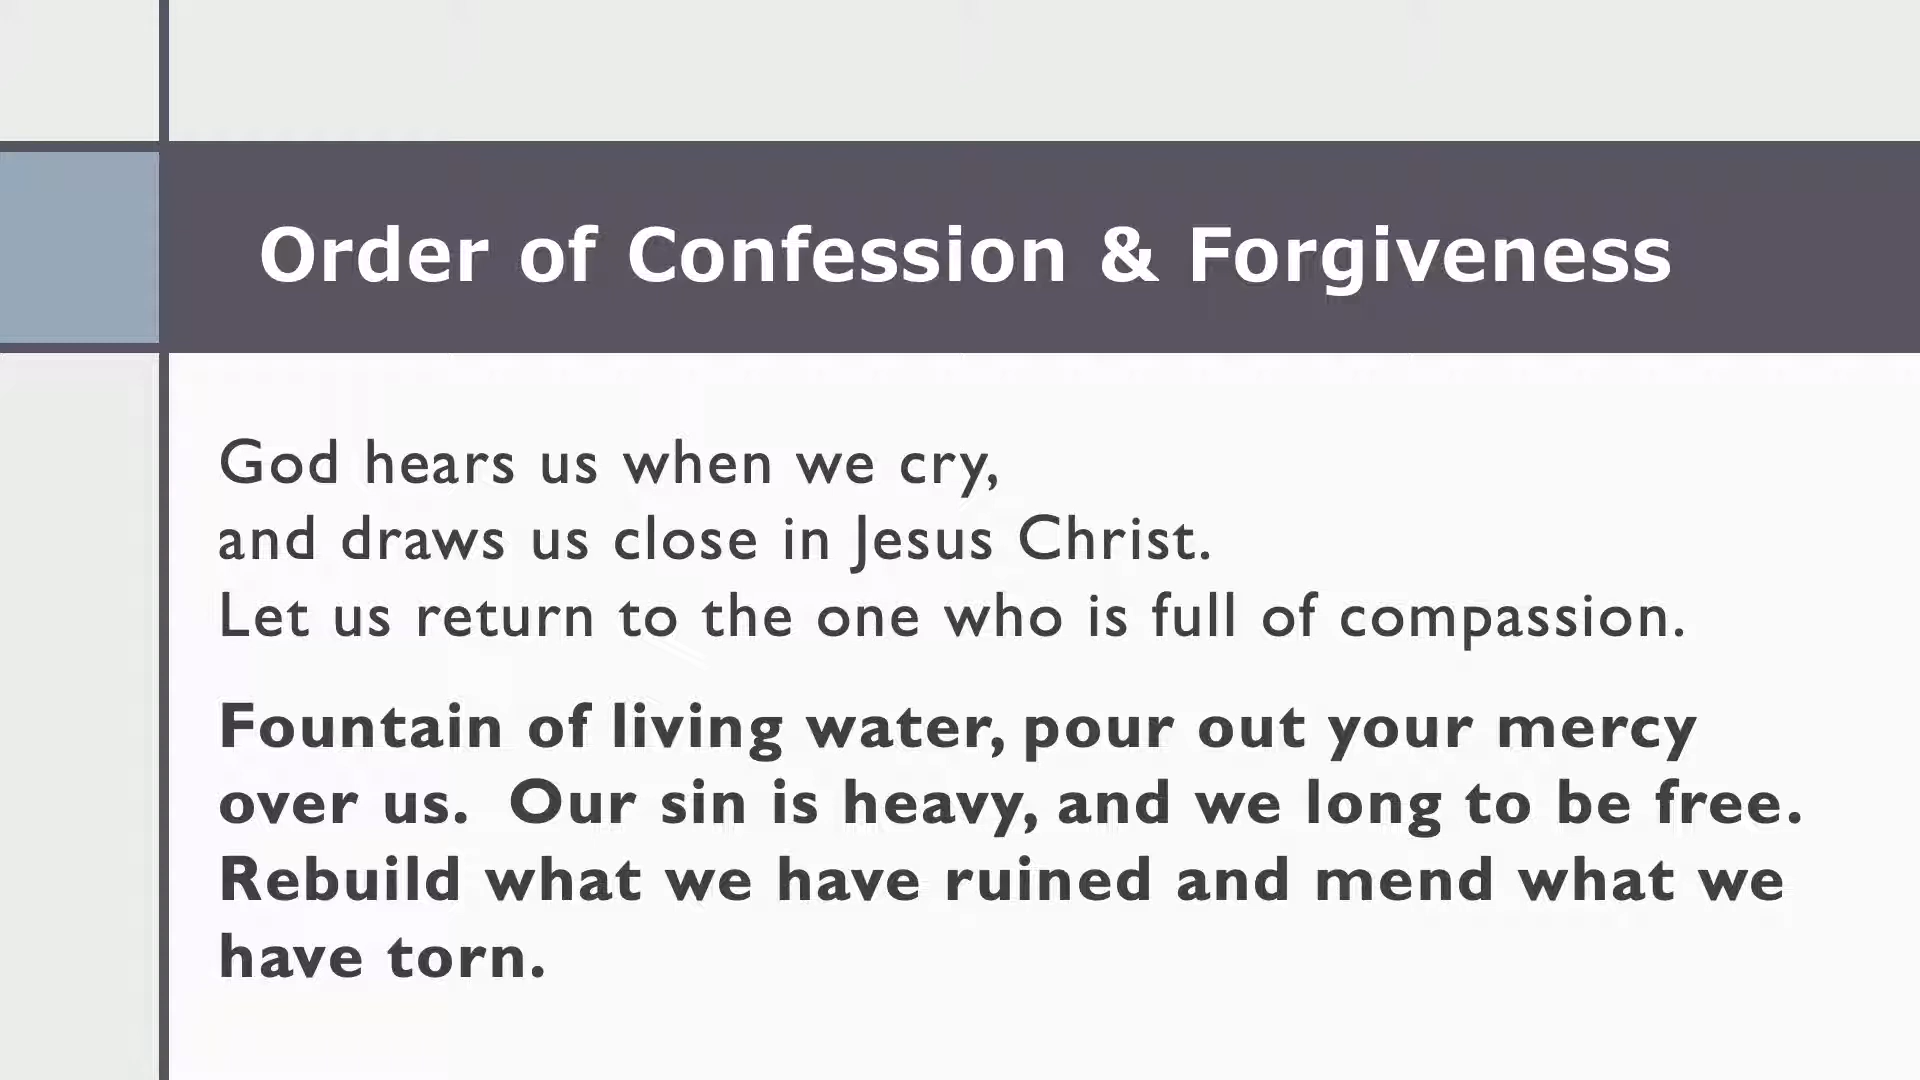 Order of Confession & Forgiveness
God hears us when we cry,
and draws us close in Jesus Christ.
Let us return to the one who is full of compassion.
Fountain of living water, pour out your mercy
over us.  Our sin is heavy, and we long to be free.
Rebuild what we have ruined and mend what we
have torn.